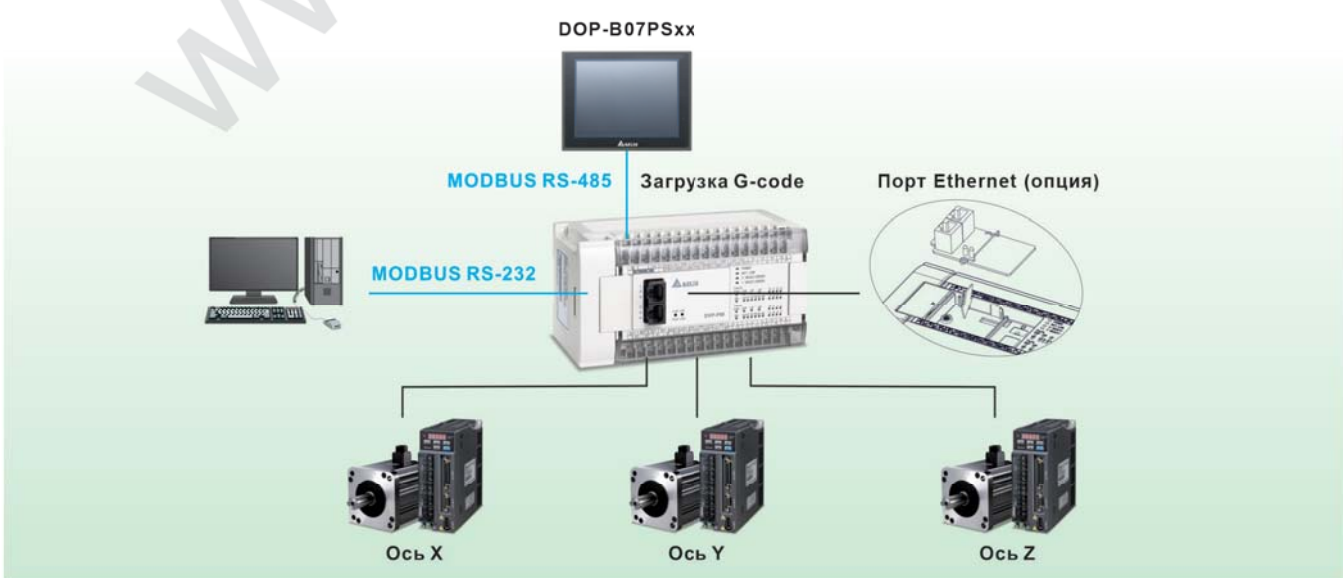 DOP-B07PSxx
MODBUS RS-485
Загрузка G-code
Порт Ethernet (опция)
MODBUS RS-232
Ось X
Ось Y
Ось Z